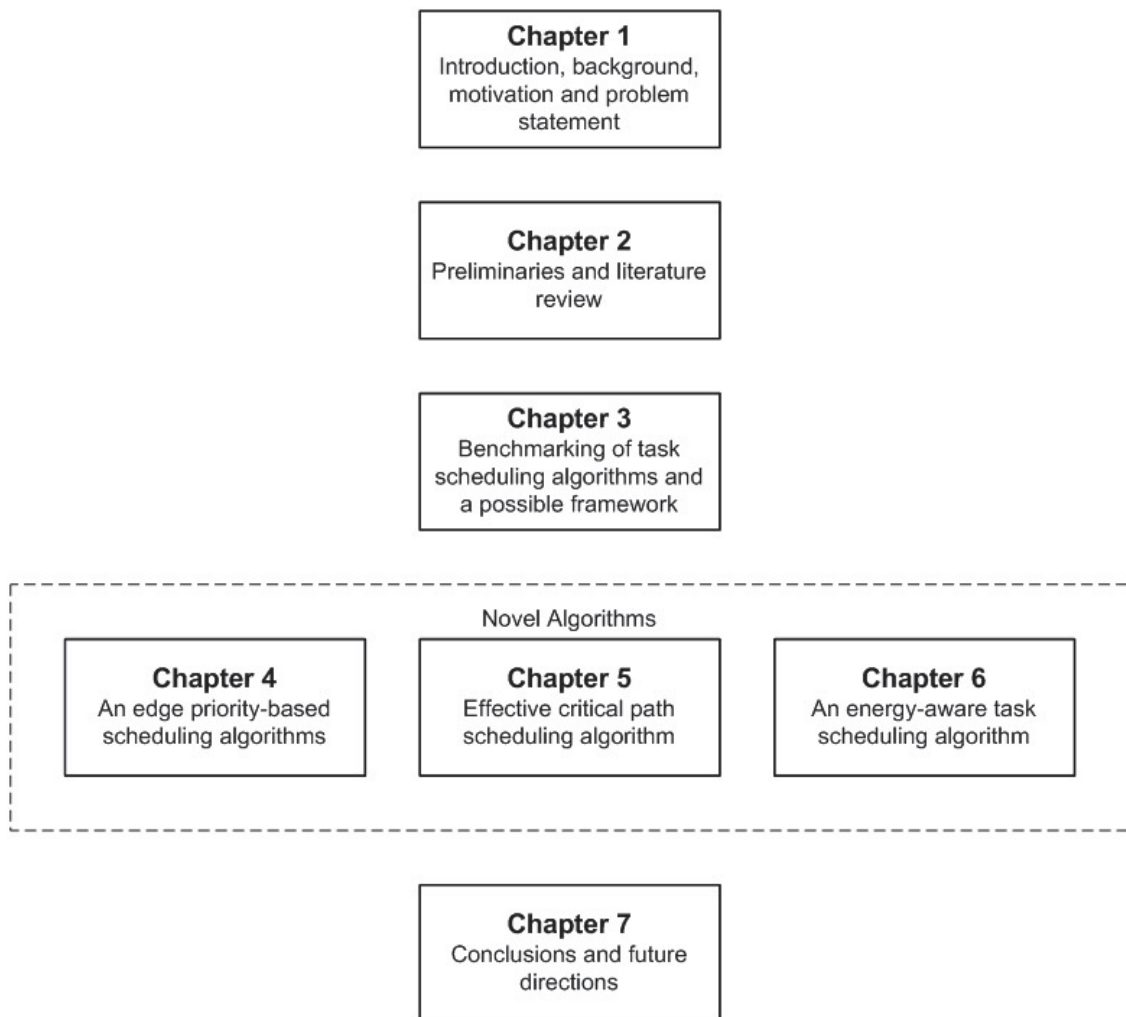 Chapter 1
Introduction, background,
motivation and problem
statement
Chapter 2
Preliminaries and literature
review
Chapter 3
Benchmarking of task
scheduling algorithms and
a possible framework
Novel Algorithms
Chapter 4
An edge priority-based
scheduling algorithms
Chapter 5
Effective critical path
scheduling algorithm
Chapter 6
An energy-aware task
scheduling algorithm
Chapter 7
Conclusions and future
directions